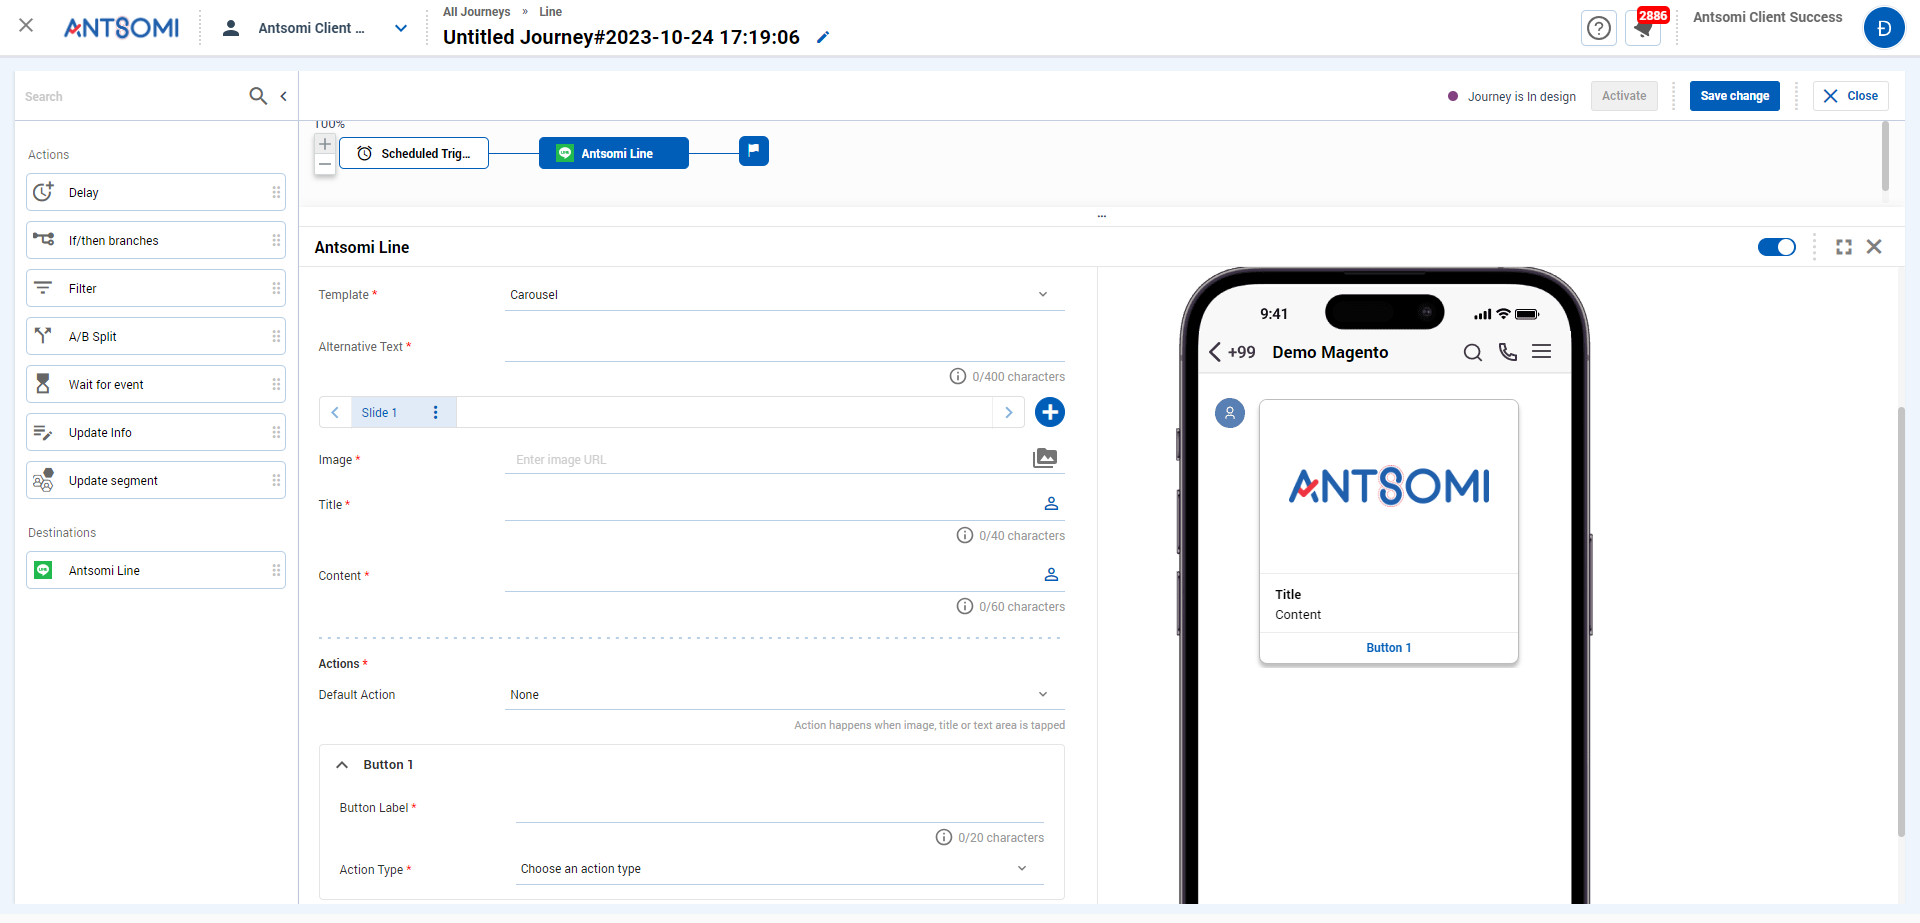 ANTSOMI
Antsomi Client ...
All Journeys » Line
Untitled Journey#2023-10-24 17:19:06
2886
Antsomi Client Success
Đ
Search
Journey is In design
Activate
Save change
Close
100%
Scheduled Trig...
Antsomi Line
Actions
Delay
If/then branches
Filter
A/B Split
Wait for event
Update Info
Update segment
Destinations
Antsomi Line
...
Antsomi Line
Template *
Carousel
Alternative Text *
0/400 characters
Slide 1
Image *
Enter image URL
Title *
0/40 characters
Content *
0/60 characters
Actions *
Default Action
None
Action happens when image, title or text area is tapped
Button 1
Button Label *
0/20 characters
Action Type *
Choose an action type
9:41
+99 Demo Magento
ANTSOMI
Title
Content
Button 1